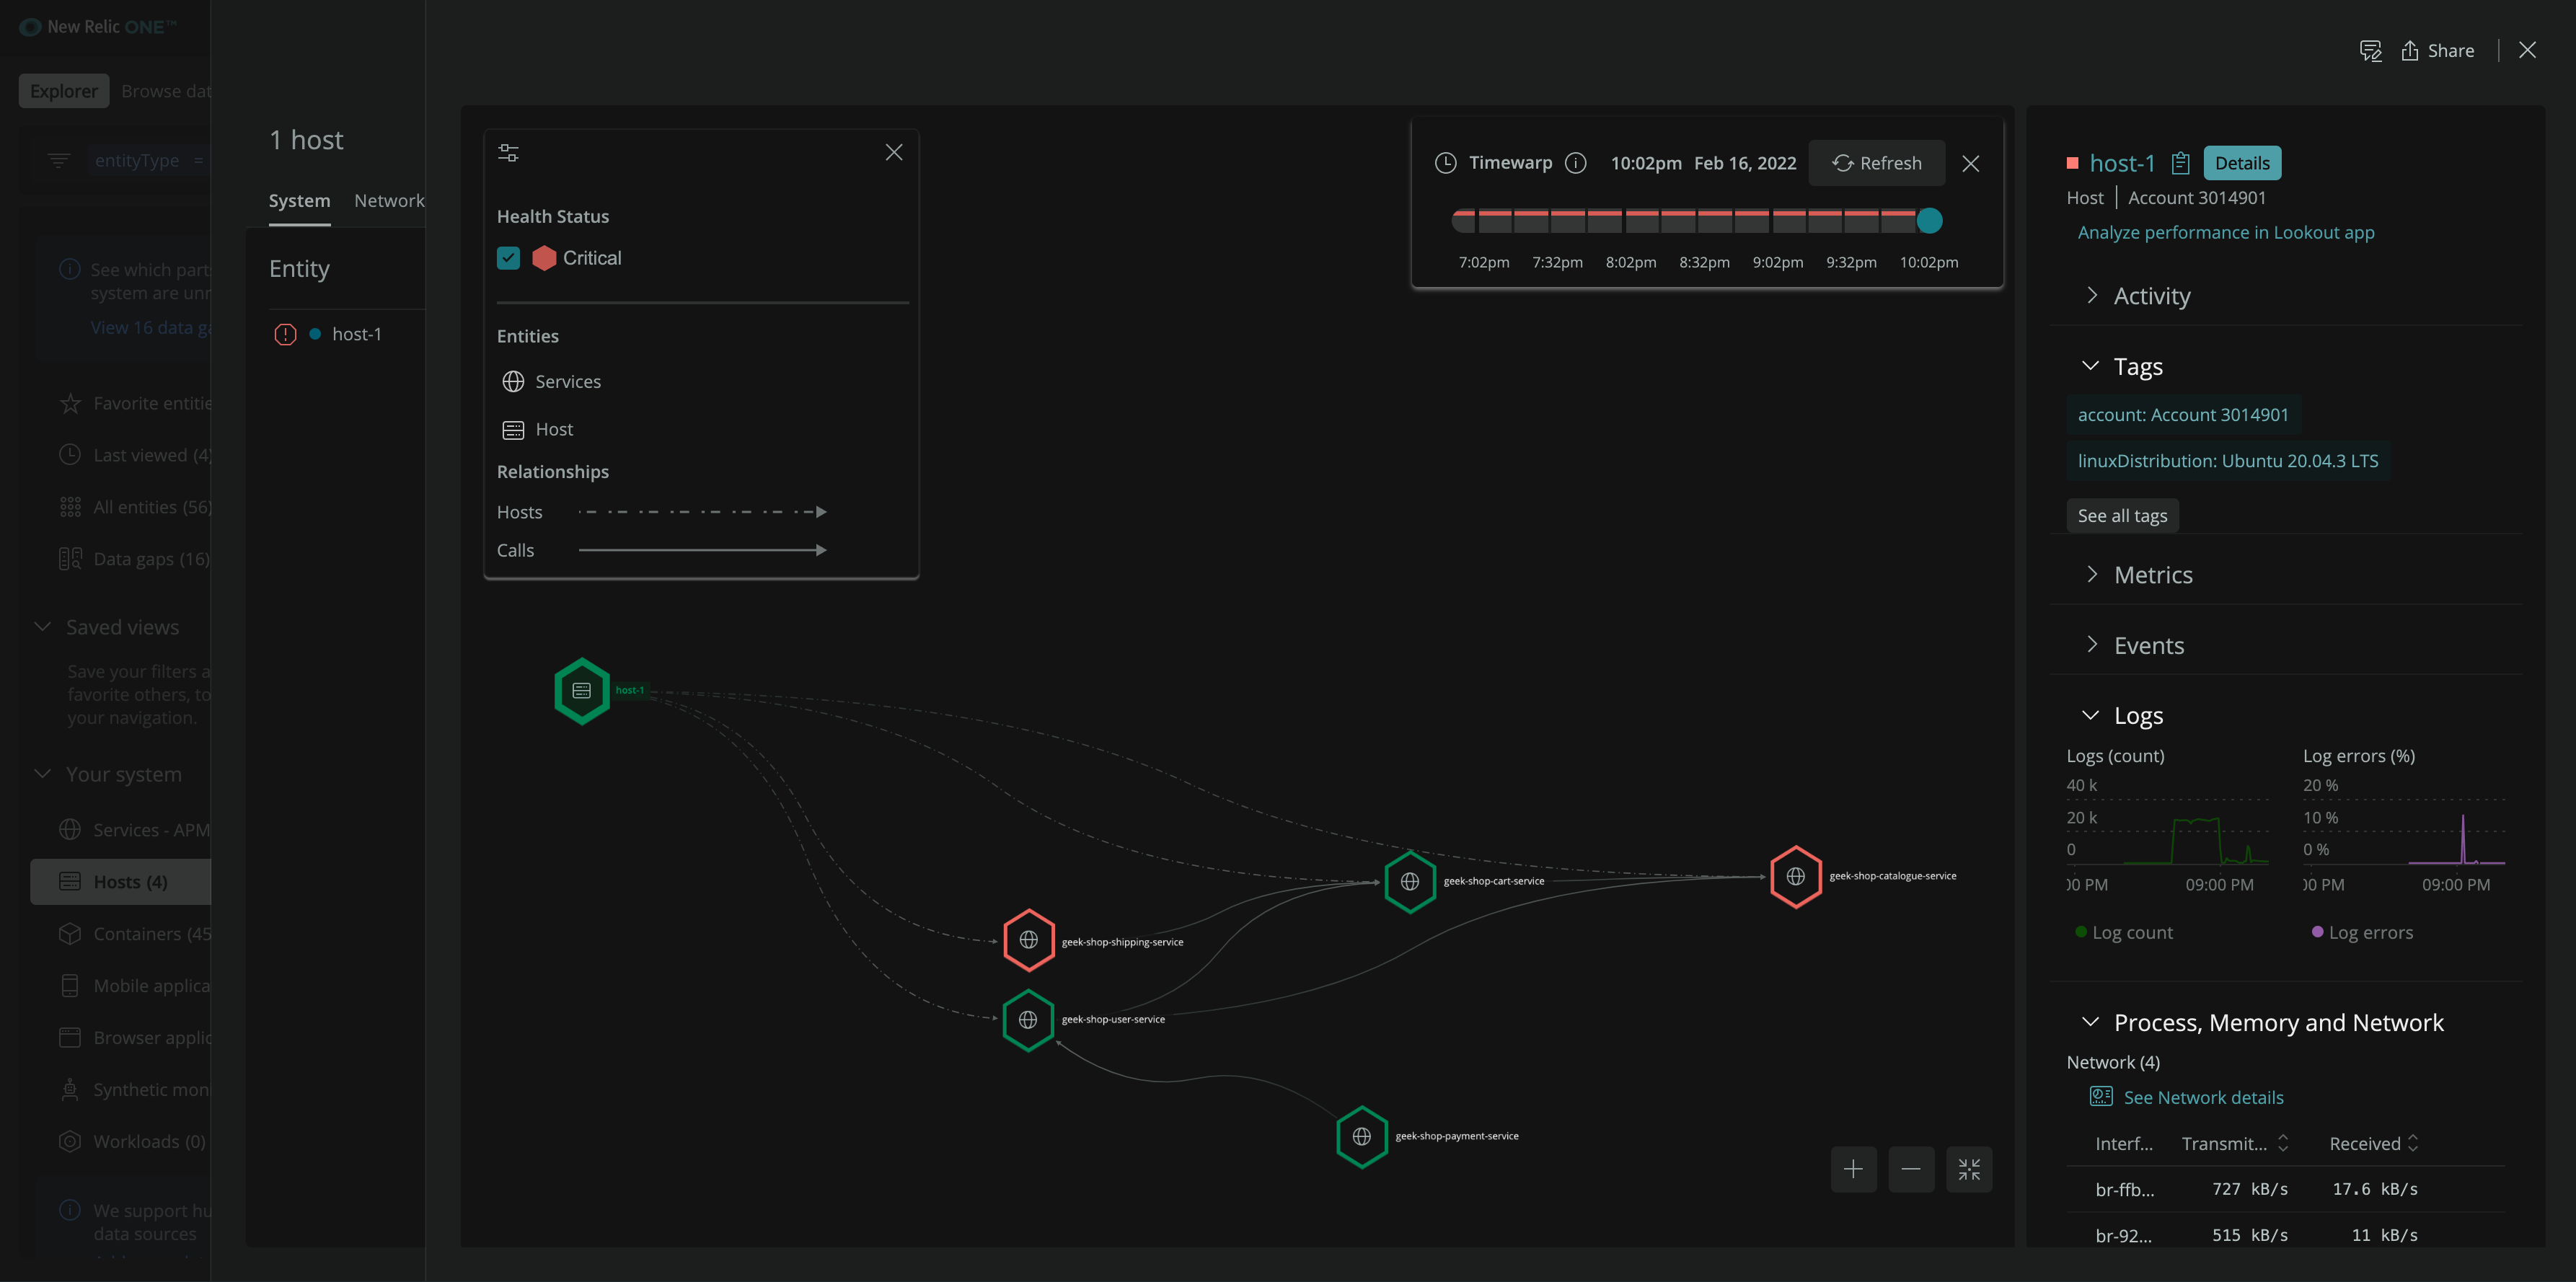 New Relic ONE™
Explorer
Browse dat
entityType =
See which part
system are unr
View 16 data ga
Favorite entitie
Last viewed (4)
All entities (56)
Data gaps (16)
Saved views
Save your filters a
favorite others, to
your navigation.
Your system
Services - APM
Hosts (4)
Containers (45
Mobile applica
Browser applic
Synthetic mon
Workloads (0)
We support hu
data sources
1 host
System
Network
Entity
host-1
Health Status
Critical
Entities
Services
Host
Relationships
Hosts
Calls
Timewarp
10:02pm Feb 16, 2022
Refresh
7:02pm 7:32pm 8:02pm 8:32pm 9:02pm 9:32pm 10:02pm
host-1
geek-shop-cart-service
geek-shop-catalogue-service
geek-shop-shipping-service
geek-shop-user-service
geek-shop-payment-service
Share
host-1
Details
Host | Account 3014901
Analyze performance in Lookout app
Activity
Tags
account: Account 3014901
linuxDistribution: Ubuntu 20.04.3 LTS
See all tags
Metrics
Events
Logs
Logs (count)
40 k
20 k
0
00 PM 09:00 PM
Log count
Log errors (%)
20 %
10 %
0 %
00 PM 09:00 PM
Log errors
Process, Memory and Network
Network (4)
See Network details
Interf... Transmit... Received
br-ffb... 727 kB/s 17.6 kB/s
br-92... 515 kB/s 11 kB/s